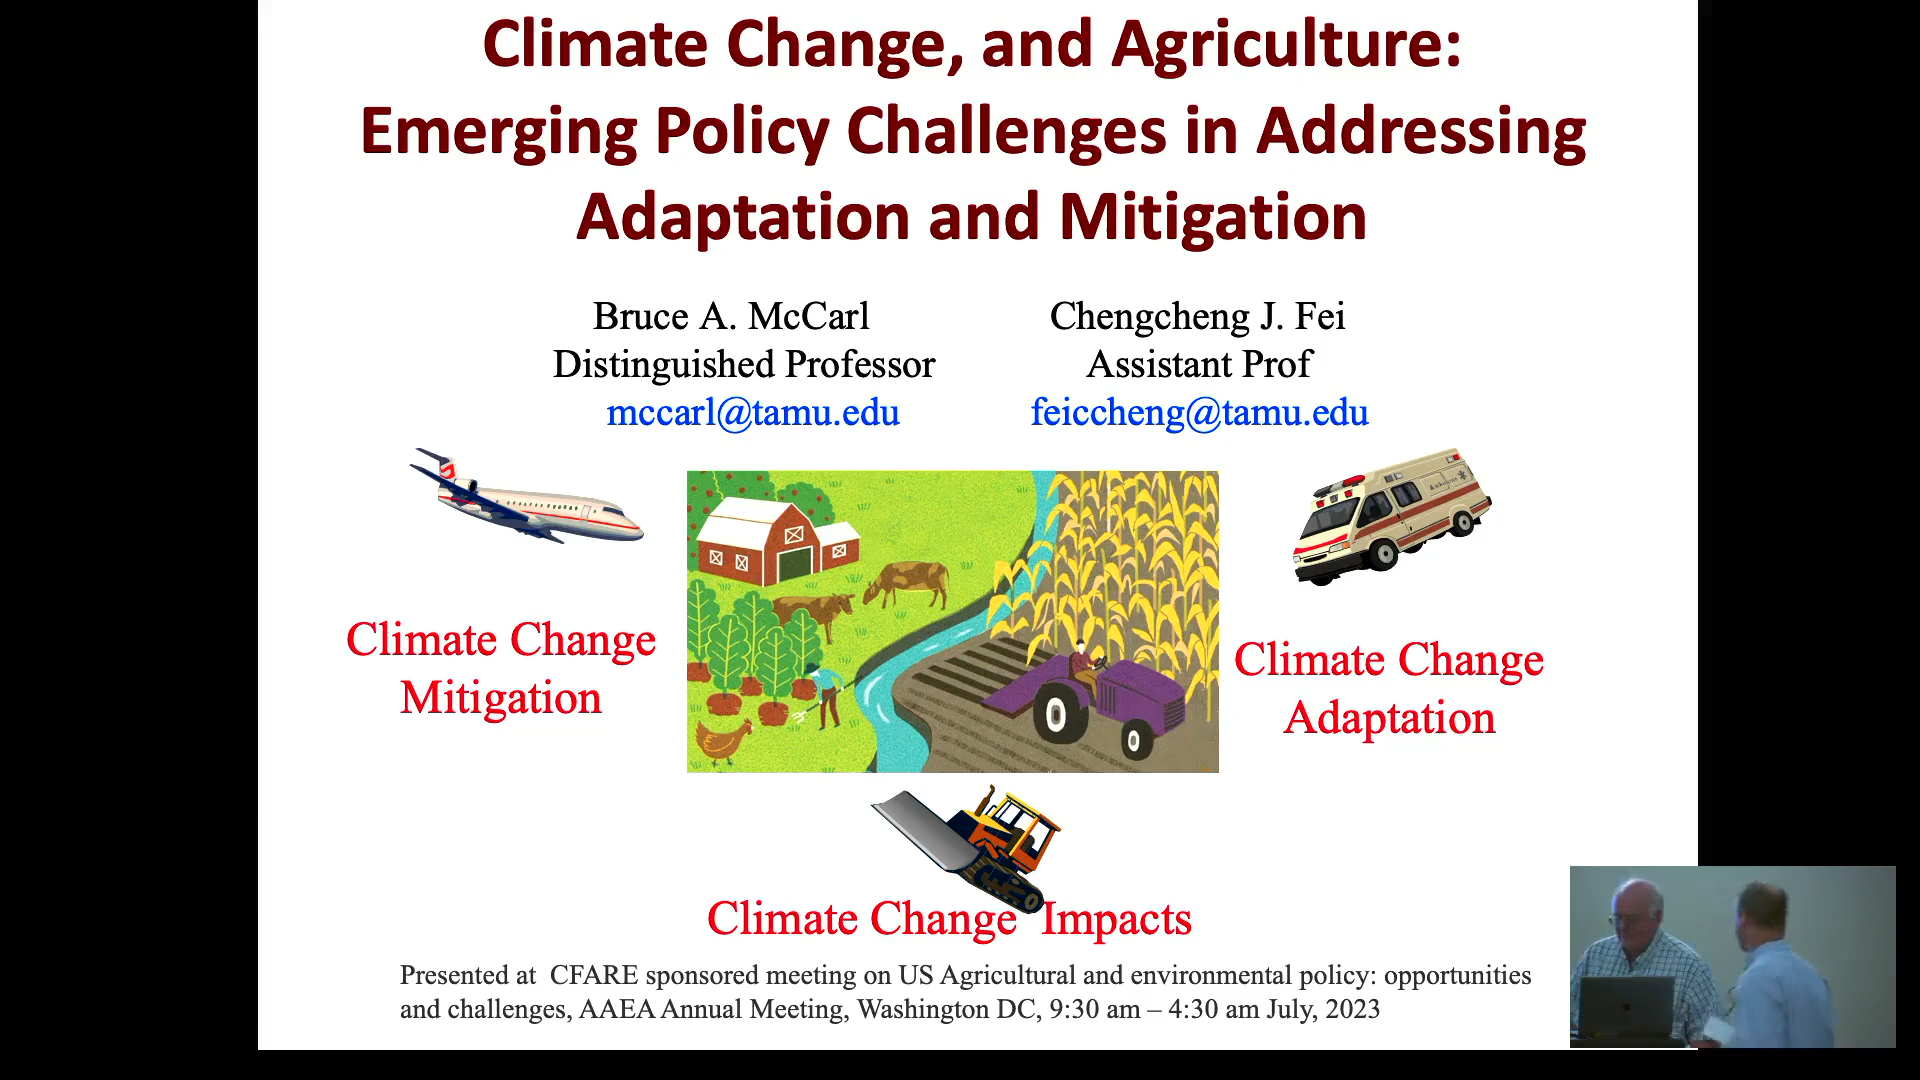 Climate Change, and Agriculture:
Emerging Policy Challenges in Addressing
Adaptation and Mitigation
Bruce A. McCarl
Distinguished Professor
mccarl@tamu.edu
Chengcheng J. Fei
Assistant Prof
feiccheng@tamu.edu
Climate Change
Mitigation
Climate Change
Adaptation
Climate Change Impacts
Presented at CFARE sponsored meeting on US Agricultural and environmental policy: opportunities
and challenges, AAEA Annual Meeting, Washington DC, 9:30 am – 4:30 am July, 2023